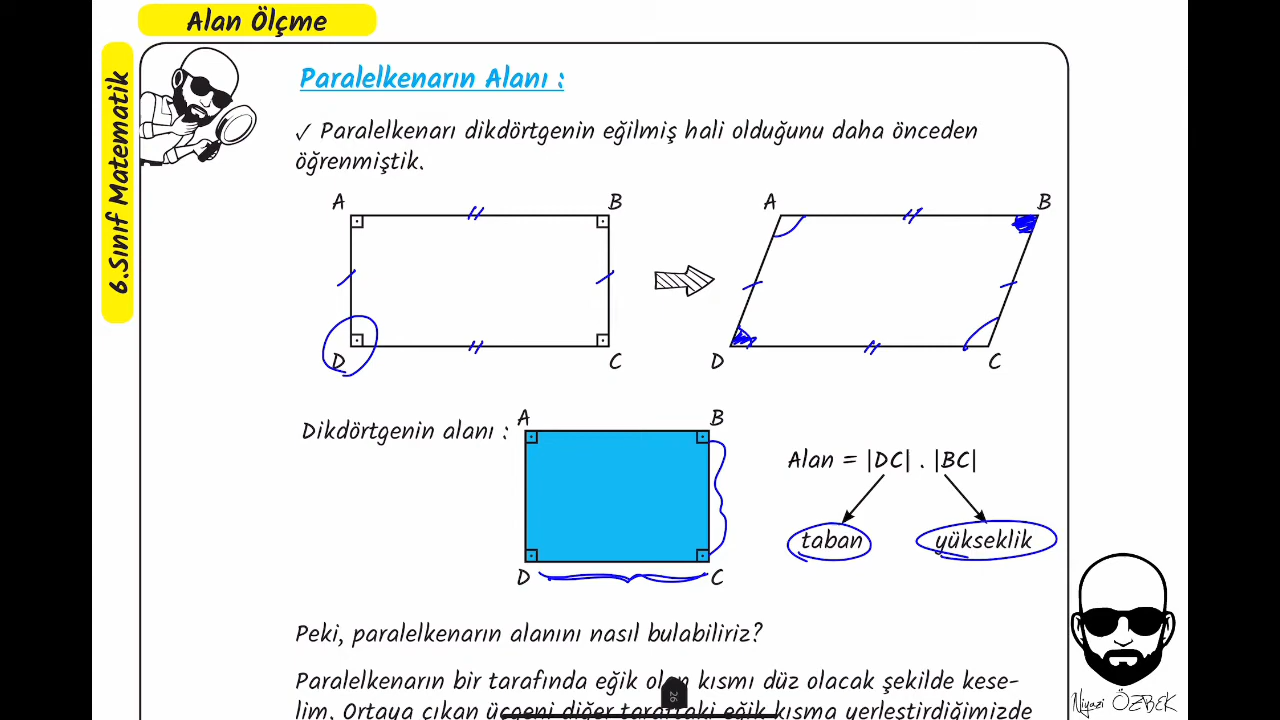 Alan Ölçme
6.Sınıf Matematik
Paralelkenarın Alanı :
✓ Paralelkenarı dikdörtgenin eğilmiş hali olduğunu daha önceden
öğrenmiştik.
A B
D C
A B
D C
Dikdörtgenin alanı :
A B
D C
Alan = |DC| . |BC|
taban yükseklik
Peki, paralelkenarın alanını nasıl bulabiliriz?
Paralelkenarın bir tarafında eğik olan kısmı düz olacak şekilde kese-
lim. Ortaya çıkan üçgeni diğer taraftaki eğik kısma yerleştirdiğimizde
26
Niyazi ÖZBEK